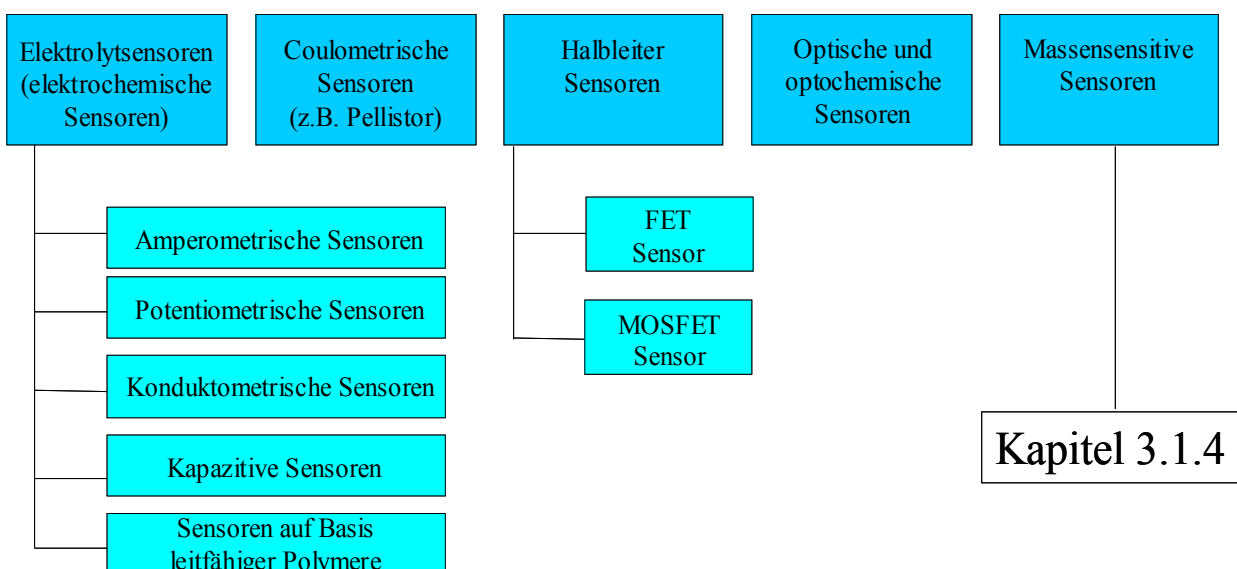 Elektrolytsensoren
(elektrochemische
Sensoren)
Coulometrische
Sensoren
(z.B. Pellistor)
Halbleiter
Sensoren
Optische und
optochemische
Sensoren
Massensensitive
Sensoren
Amperometrische Sensoren
Potentiometrische Sensoren
Konduktometrische Sensoren
Kapazitive Sensoren
Sensoren auf Basis
leitfähiger Polymere
FET
Sensor
MOSFET
Sensor
Kapitel 3.1.4